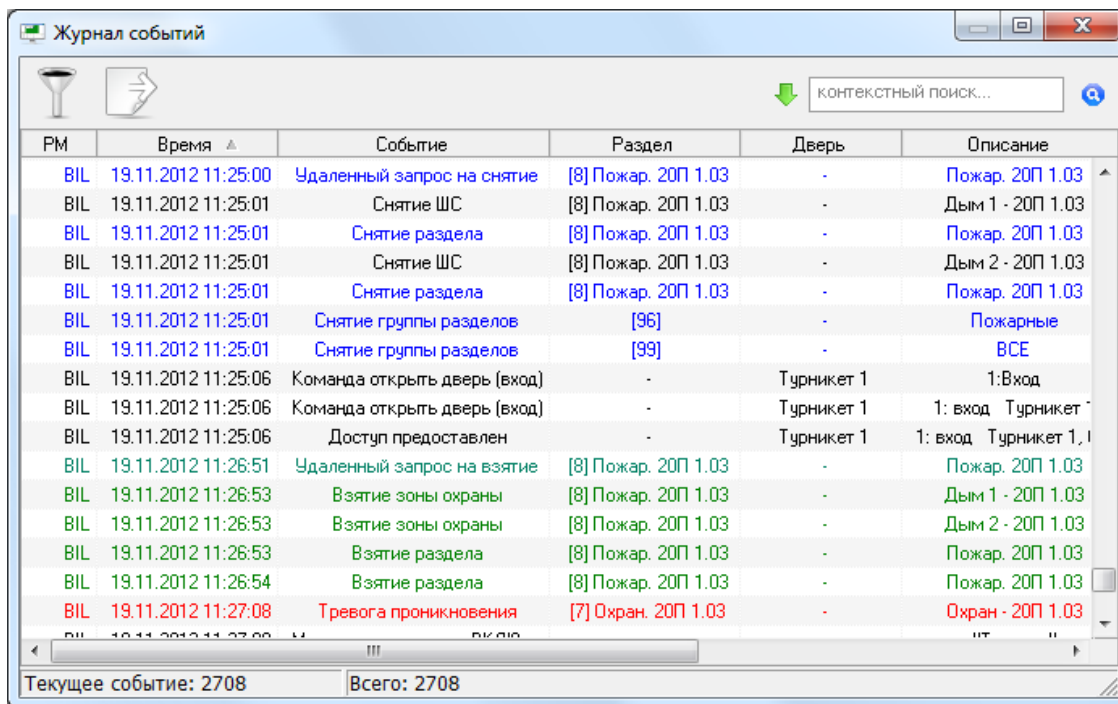 Журнал событий
контекстный поиск...
РМ Время Событие Раздел Дверь Описание
BIL 19.11.2012 11:25:00 Удаленный запрос на снятие [8] Пожар. 20П 1.03 - Пожар. 20П 1.03
BIL 19.11.2012 11:25:01 Снятие ШС [8] Пожар. 20П 1.03 - Дым 1 - 20П 1.03
BIL 19.11.2012 11:25:01 Снятие раздела [8] Пожар. 20П 1.03 - Пожар. 20П 1.03
BIL 19.11.2012 11:25:01 Снятие ШС [8] Пожар. 20П 1.03 - Дым 2 - 20П 1.03
BIL 19.11.2012 11:25:01 Снятие раздела [8] Пожар. 20П 1.03 - Пожар. 20П 1.03
BIL 19.11.2012 11:25:01 Снятие группы разделов [96] - Пожарные
BIL 19.11.2012 11:25:01 Снятие группы разделов [99] - ВСЕ
BIL 19.11.2012 11:25:06 Команда открыть дверь (вход) - Турникет 1 1:Вход
BIL 19.11.2012 11:25:06 Команда открыть дверь (вход) - Турникет 1 1: вход Турникет
BIL 19.11.2012 11:25:06 Доступ предоставлен - Турникет 1 1: вход Турникет 1,
BIL 19.11.2012 11:26:51 Удаленный запрос на взятие [8] Пожар. 20П 1.03 - Пожар. 20П 1.03
BIL 19.11.2012 11:26:53 Взятие зоны охраны [8] Пожар. 20П 1.03 - Дым 1 - 20П 1.03
BIL 19.11.2012 11:26:53 Взятие зоны охраны [8] Пожар. 20П 1.03 - Дым 2 - 20П 1.03
BIL 19.11.2012 11:26:53 Взятие раздела [8] Пожар. 20П 1.03 - Пожар. 20П 1.03
BIL 19.11.2012 11:26:54 Взятие раздела [8] Пожар. 20П 1.03 - Пожар. 20П 1.03
BIL 19.11.2012 11:27:08 Тревога проникновения [7] Охран. 20П 1.03 - Охран - 20П 1.03
Текущее событие: 2708 Всего: 2708